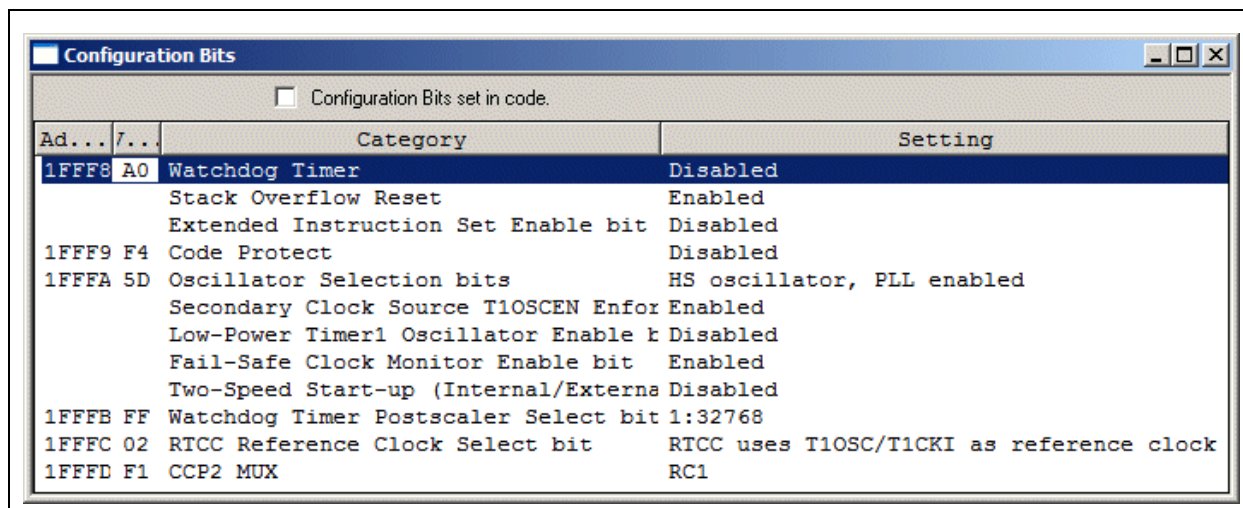 Configuration Bits
Configuration Bits set in code.
Ad... Category Setting
1FFF8 A0 Watchdog Timer Disabled
Stack Overflow Reset Enabled
Extended Instruction Set Enable bit Disabled
1FFF9 F4 Code Protect Disabled
1FFFA 5D Oscillator Selection bits HS oscillator, PLL enabled
Secondary Clock Source T1OSCEN Enfor Enabled
Low-Power Timer1 Oscillator Enable Disabled
Fail-Safe Clock Monitor Enable bit Enabled
Two-Speed Start-up (Internal/Externa Disabled
1FFFB FF Watchdog Timer Postscaler Select bit 1:32768
1FFFC 02 RTCC Reference Clock Select bit RTCC uses T1OSC/T1CKI as reference clock
1FFFD F1 CCP2 MUX RC1